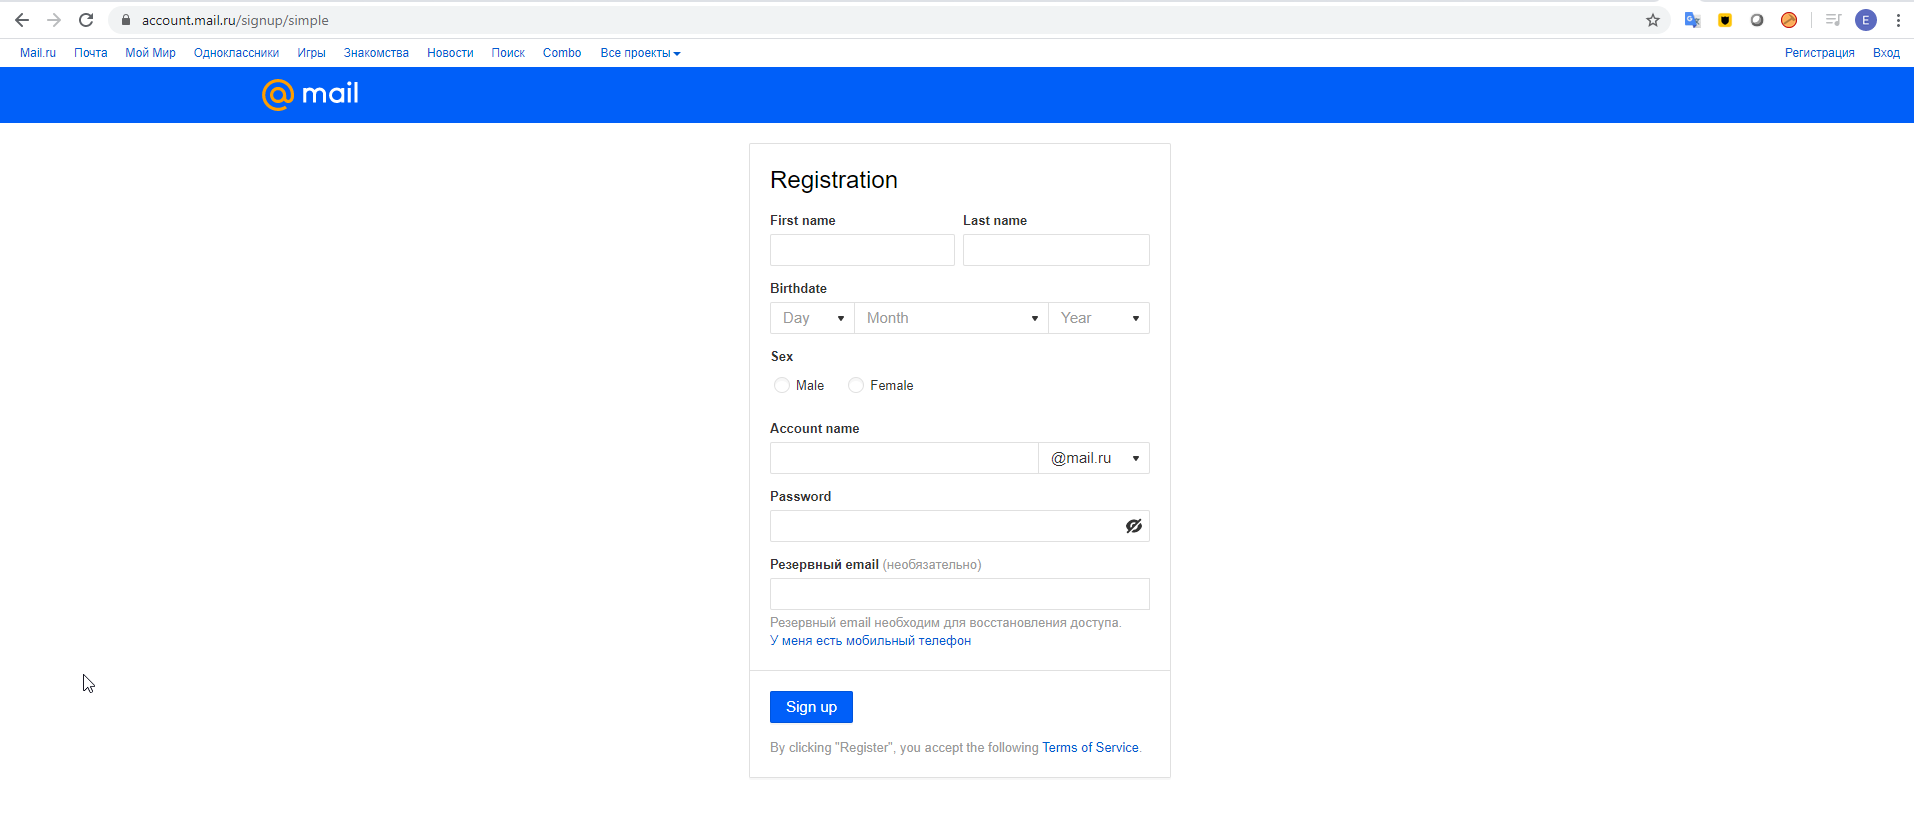 account.mail.ru/signup/simple
E
Mail.ru Почта Мой Мир Одноклассники Игры Знакомства Новости Поиск Combo Все проекты Регистрация Вход
@mail
Registration
First name Last name
Birthdate
Day Month Year
Sex
Male Female
Account name
@mail.ru
Password
Резервный email (необязательно)
Резервный email необходим для восстановления доступа.
У меня есть мобильный телефон
Sign up
By clicking "Register", you accept the following Terms of Service.